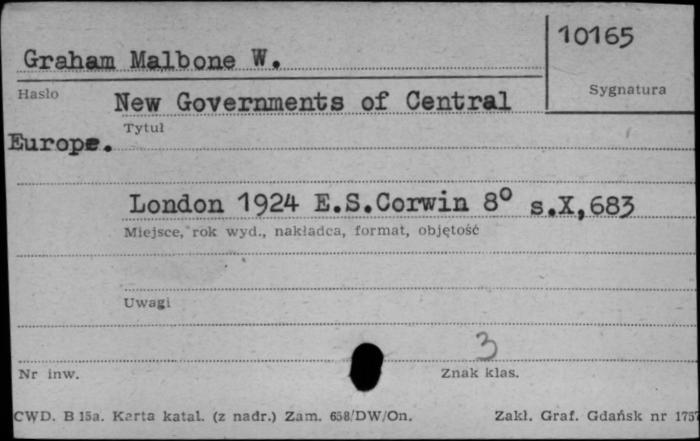 10165
Graham Malbone W.
Hasło
Sygnatura
New Governments of Central
Tytuł
Europe.
London 1924 E.S.Corwin 8⁰ s.X,683
Miejsce, rok wyd., nakładca, format, objętość
Uwagi
3
Nr inw.
Znak klas.
CWD. B 15a. Karta katal. (z nadr.) Zam. 658/DW/On.
Zakł. Graf. Gdańsk nr 1757